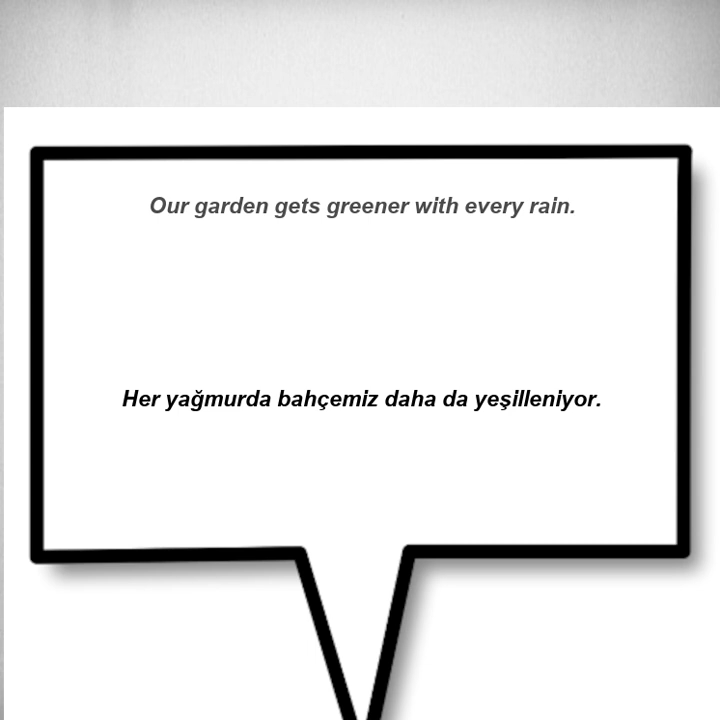 Our garden gets greener with every rain.
Her yağmurda bahçemiz daha da yeşilleniyor.